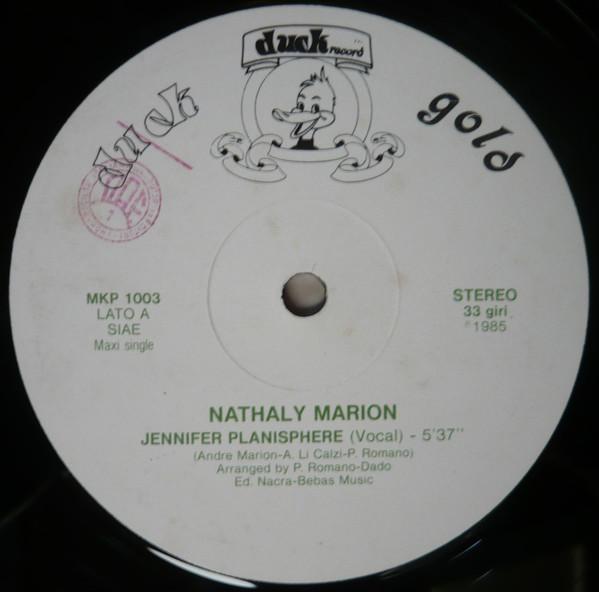 duck record
duck
gold
MKP 1003
LATO A
SIAE
Maxi single
STEREO
33 giri
℗1985
NATHALY MARION
JENNIFER PLANISPHERE (Vocal) - 5'37"
(Andre Marion-A. Li Calzi-P. Romano)
Arranged by P. Romano-Dado
Ed. Nacra-Bebas Music